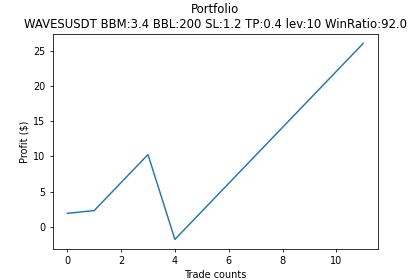 Portfolio
WAVESUSDT BBM:3.4 BBL:200 SL:1.2 TP:0.4 lev:10 WinRatio:92.0
25
20
15
10
5
0
Profit ($)
0 2 4 6 8 10
Trade counts